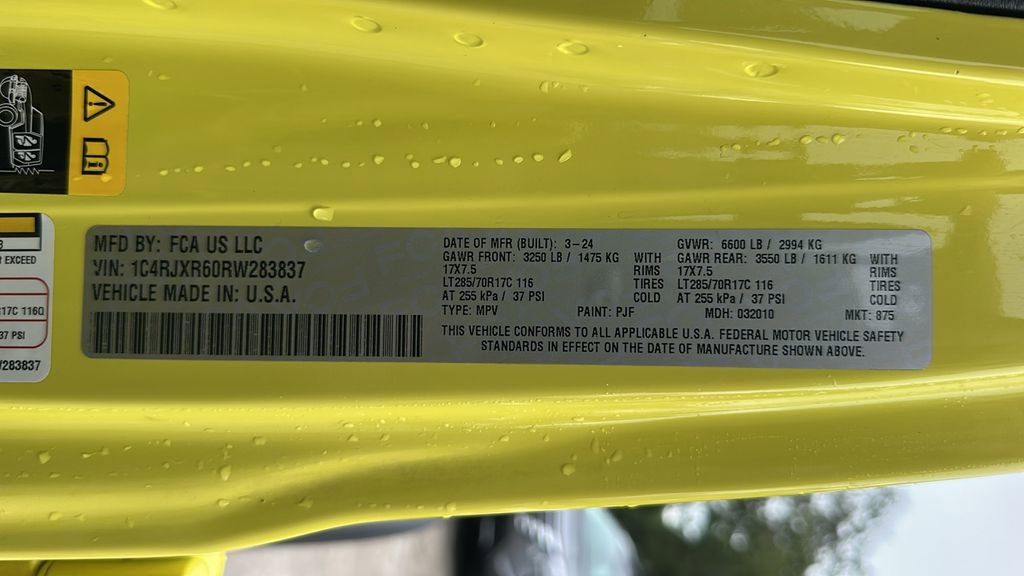 MFD BY: FCA US LLC
VIN: 1C4RJXR60RW283837
VEHICLE MADE IN: U.S.A.
DATE OF MFR (BUILT): 3-24 GVWR: 6600 LB / 2994 KG
GAWR FRONT: 3250 LB / 1475 KG WITH GAWR REAR: 3550 LB / 1611 KG WITH
17X7.5 RIMS 17X7.5 RIMS
LT285/70R17C 116 TIRES LT285/70R17C 116 TIRES
AT 255 kPa / 37 PSI COLD AT 255 kPa / 37 PSI COLD
TYPE: MPV PAINT: PJF MDH: 032010 MKT: 875
THIS VEHICLE CONFORMS TO ALL APPLICABLE U.S.A. FEDERAL MOTOR VEHICLE SAFETY
STANDARDS IN EFFECT ON THE DATE OF MANUFACTURE SHOWN ABOVE.
R EXCEED
R17C 116Q
37 PSI
W283837